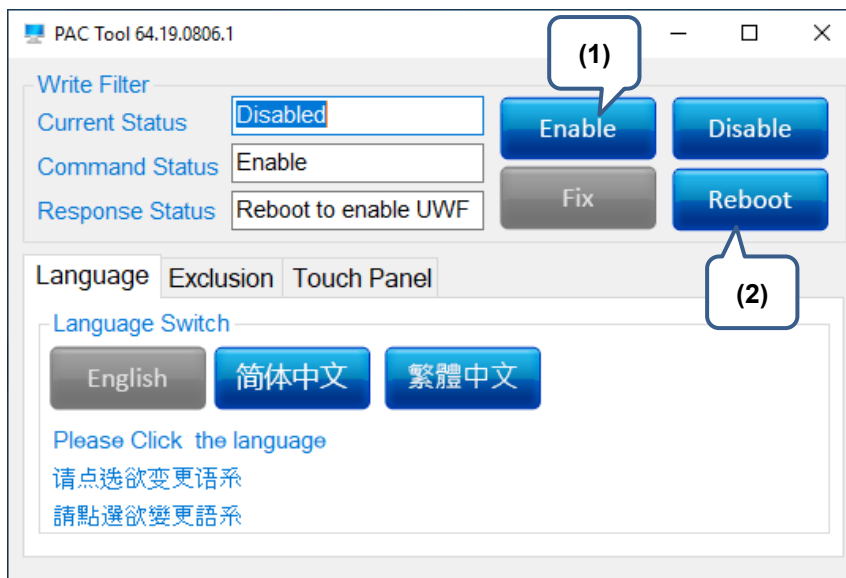 PAC Tool 64.19.0806.1
(1)
Write Filter
Current Status Disabled Enable Disable
Command Status Enable
Response Status Reboot to enable UWF Fix Reboot
(2)
Language Exclusion Touch Panel
Language Switch
English 简体中文 繁體中文
Please Click the language
请点选欲变更语系
請點選欲變更語系